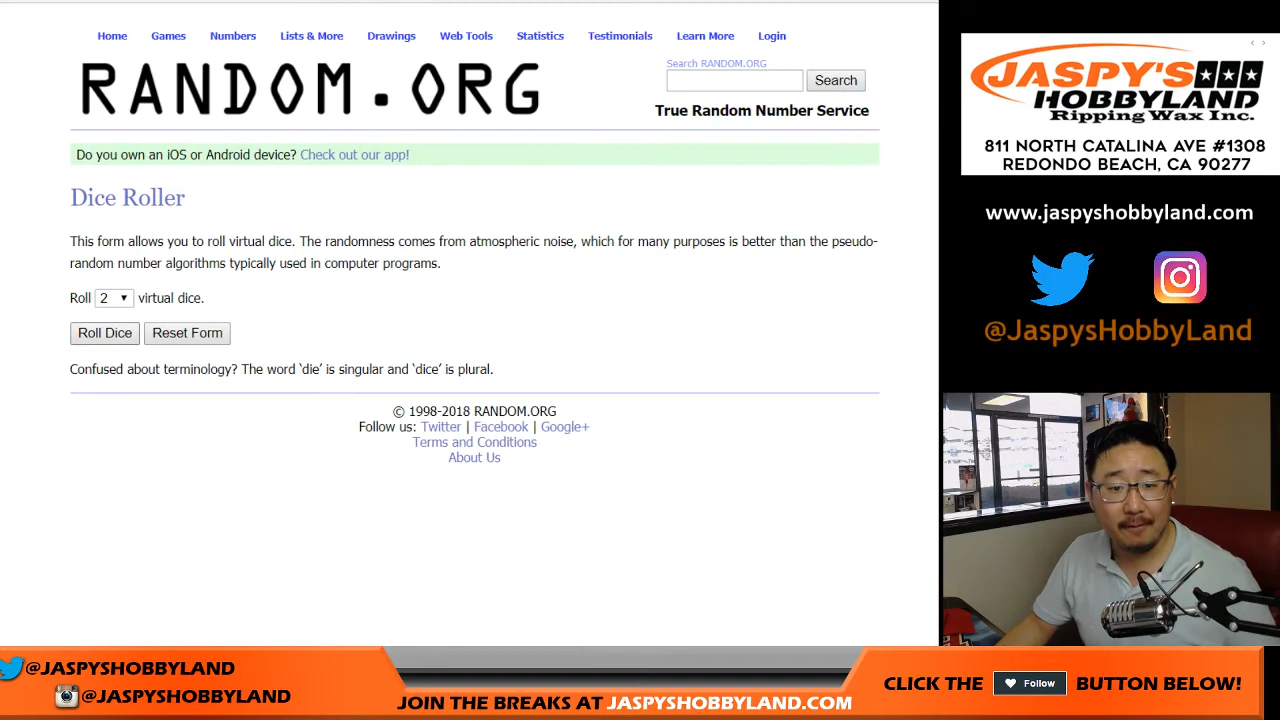 Home Games Numbers Lists & More Drawings Web Tools Statistics Testimonials Learn More Login
RANDOM.ORG
Search RANDOM.ORG
Search
True Random Number Service
Do you own an iOS or Android device? Check out our app!
Dice Roller
This form allows you to roll virtual dice. The randomness comes from atmospheric noise, which for many purposes is better than the pseudo-
random number algorithms typically used in computer programs.
Roll 2 virtual dice.
Roll Dice Reset Form
Confused about terminology? The word ‘die’ is singular and ‘dice’ is plural.
© 1998-2018 RANDOM.ORG
Follow us: Twitter | Facebook | Google+
Terms and Conditions
About Us
JASPY'S
HOBBYLAND
Ripping Wax Inc.
811 NORTH CATALINA AVE #1308
REDONDO BEACH, CA 90277
www.jaspyshobbyland.com
@JaspysHobbyLand
@JASPYSHOBBYLAND
@JASPYSHOBBYLAND
JOIN THE BREAKS AT JASPYSHOBBYLAND.COM
CLICK THE Follow BUTTON BELOW!